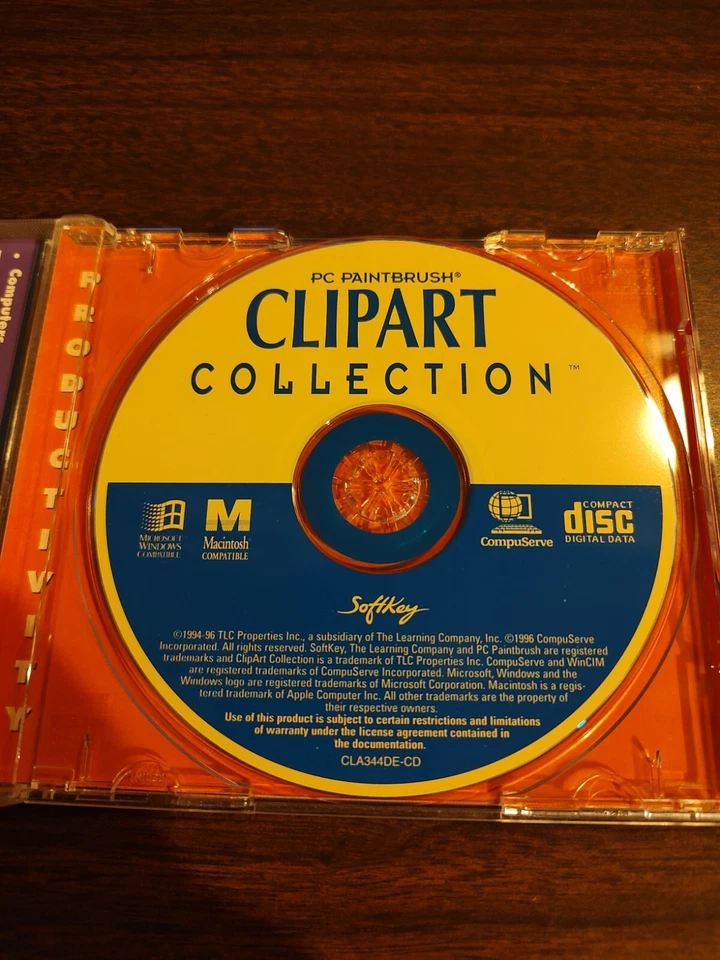 • Computers
PRODUCTIVITY
PC PAINTBRUSH®
CLIPART
COLLECTION™
MICROSOFT
WINDOWS
COMPATIBLE
M
Macintosh
COMPATIBLE
CompuServe
COMPACT
disc
DIGITAL DATA
SoftKey
©1994-96 TLC Properties Inc., a subsidiary of The Learning Company, Inc. ©1996 CompuServe
Incorporated. All rights reserved. SoftKey, The Learning Company and PC Paintbrush are registered
trademarks and ClipArt Collection is a trademark of TLC Properties Inc. CompuServe and WinCIM
are registered trademarks of CompuServe Incorporated. Microsoft, Windows and the
Windows logo are registered trademarks of Microsoft Corporation. Macintosh is a regis-
tered trademark of Apple Computer Inc. All other trademarks are the property of
their respective owners.
Use of this product is subject to certain restrictions and limitations
of warranty under the license agreement contained in
the documentation.
CLA344DE-CD